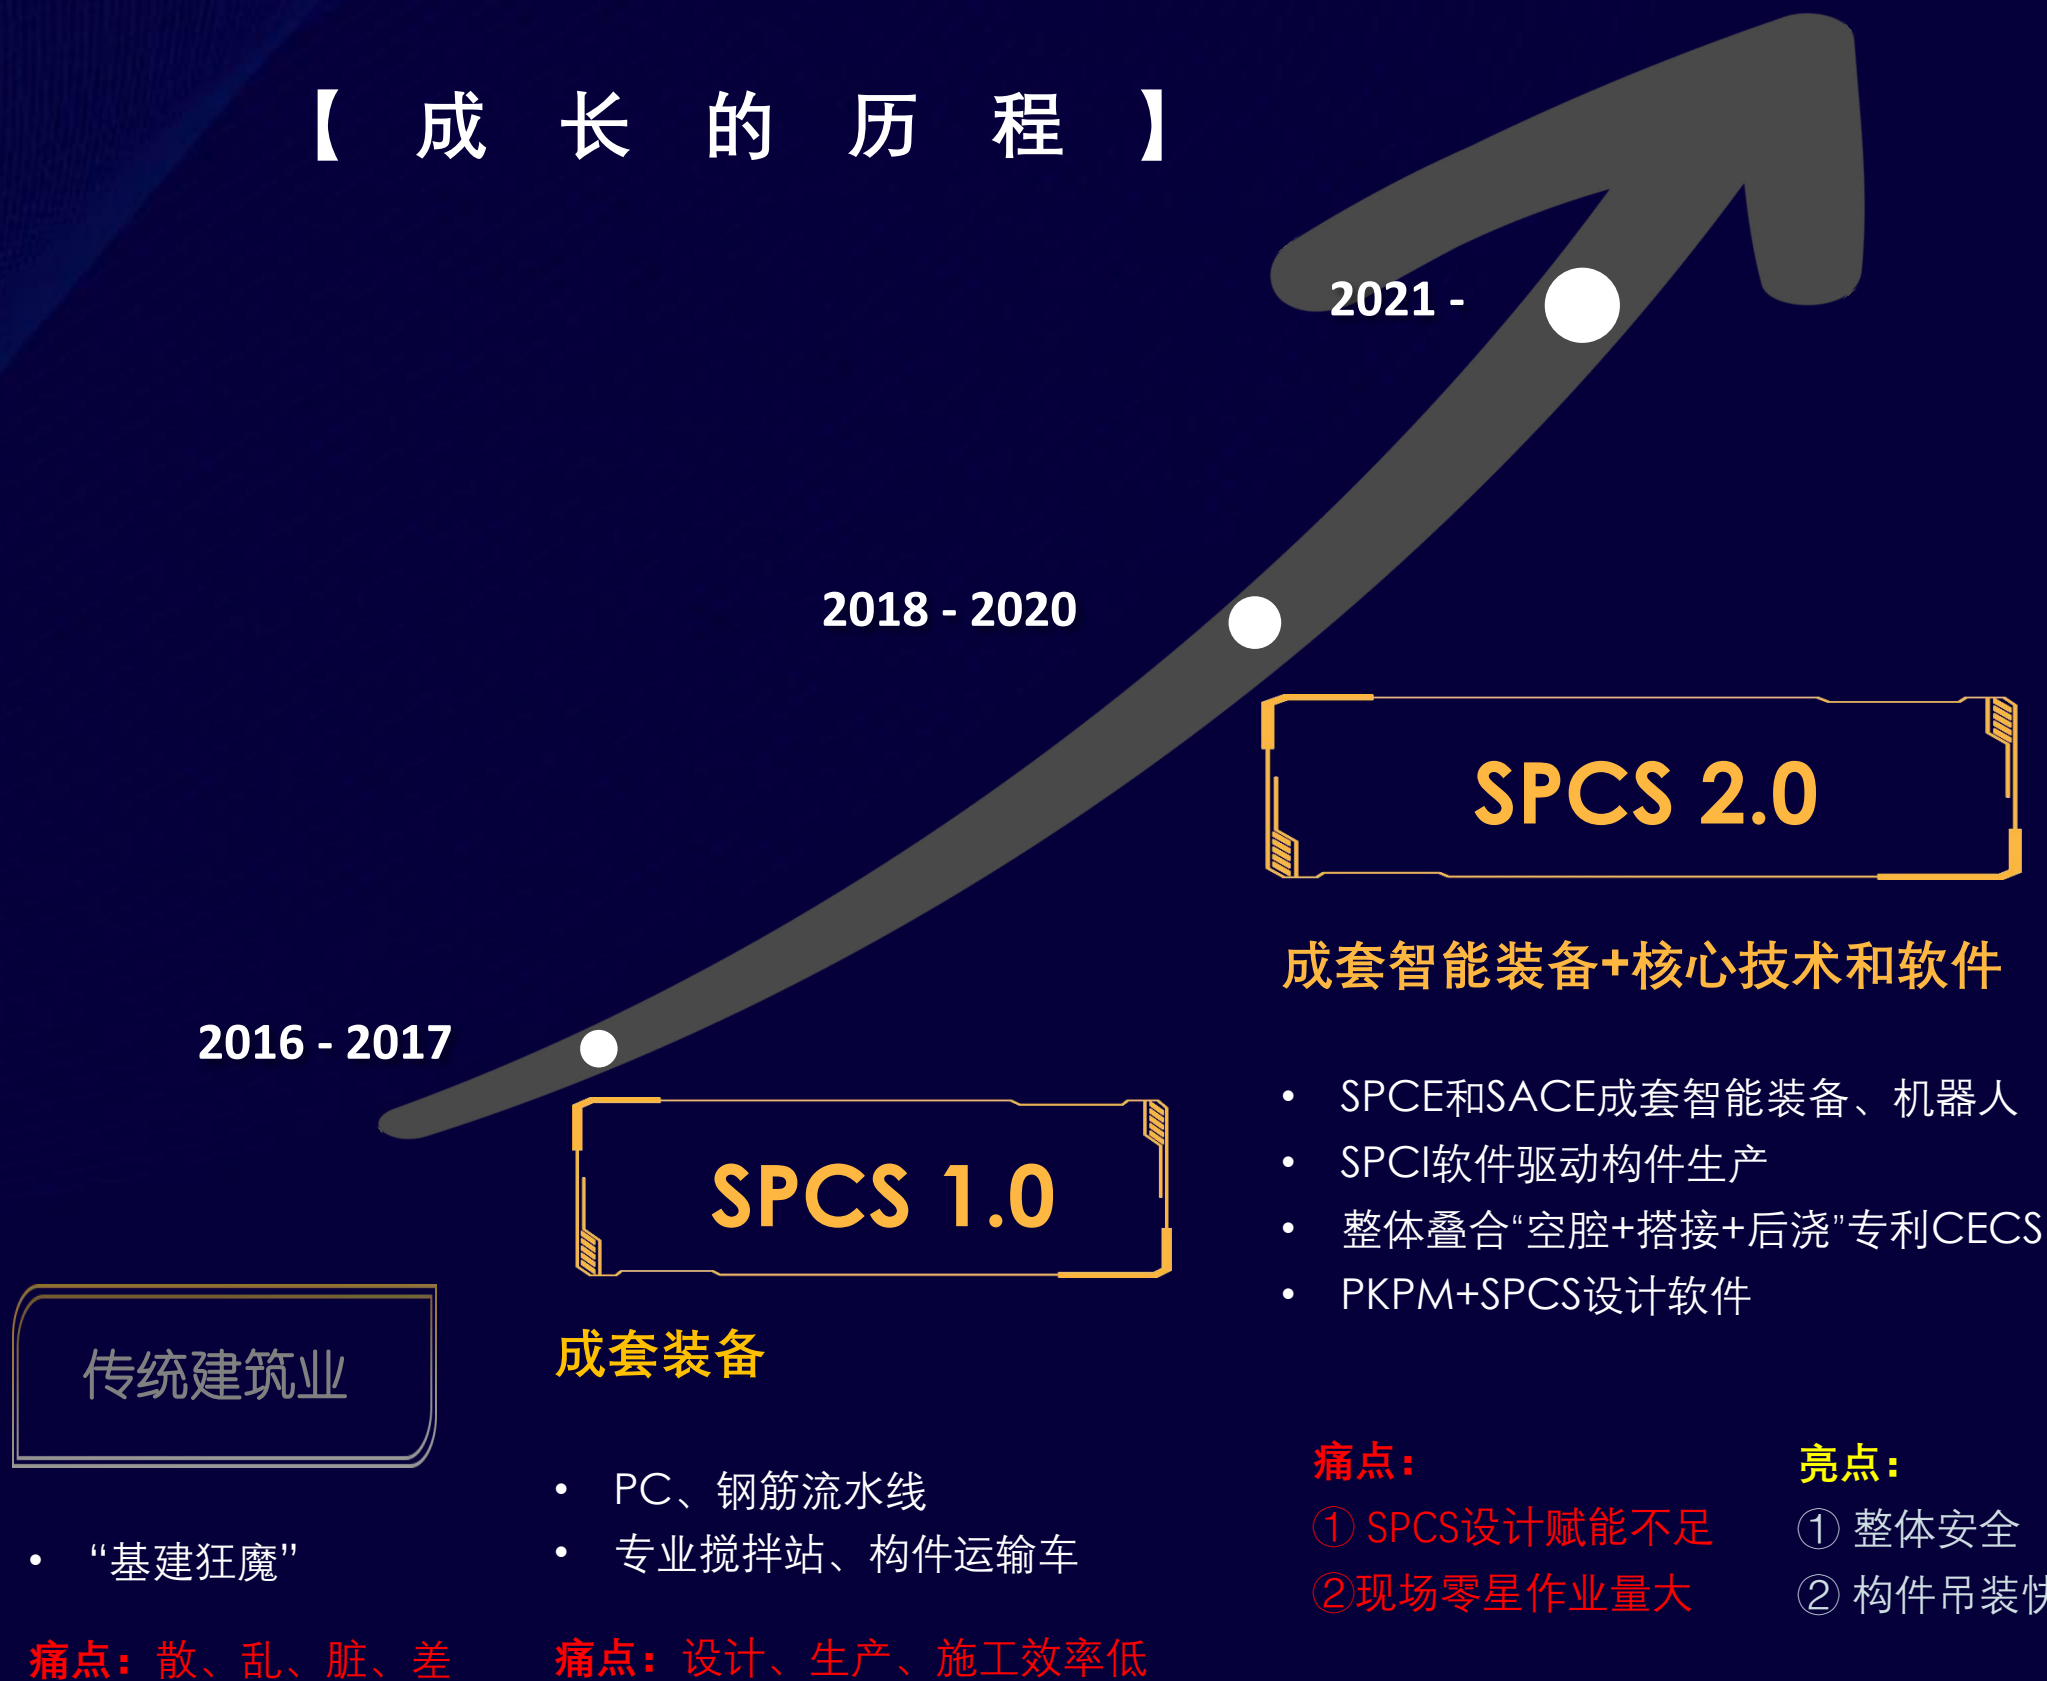 【成长的历程】
2021 -
2018 - 2020
2016 - 2017
SPCS 2.0
成套智能装备+核心技术和软件
• SPCE和SACE成套智能装备、机器人
• SPCI软件驱动构件生产
• 整体叠合“空腔+搭接+后浇”专利CECS
• PKPM+SPCS设计软件
痛点：
① SPCS设计赋能不足
②现场零星作业量大
亮点：
① 整体安全
② 构件吊装快
SPCS 1.0
成套装备
• PC、钢筋流水线
• 专业搅拌站、构件运输车
痛点：设计、生产、施工效率低
传统建筑业
• “基建狂魔”
痛点：散、乱、脏、差